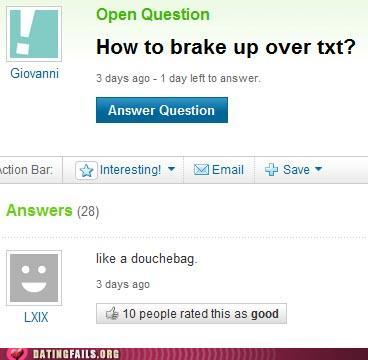 Open Question
How to brake up over txt?
Giovanni
3 days ago - 1 day left to answer.
Answer Question
Action Bar: Interesting! Email Save
Answers (28)
like a douchebag.
3 days ago
10 people rated this as good
LXIX
DATINGFAILS.ORG